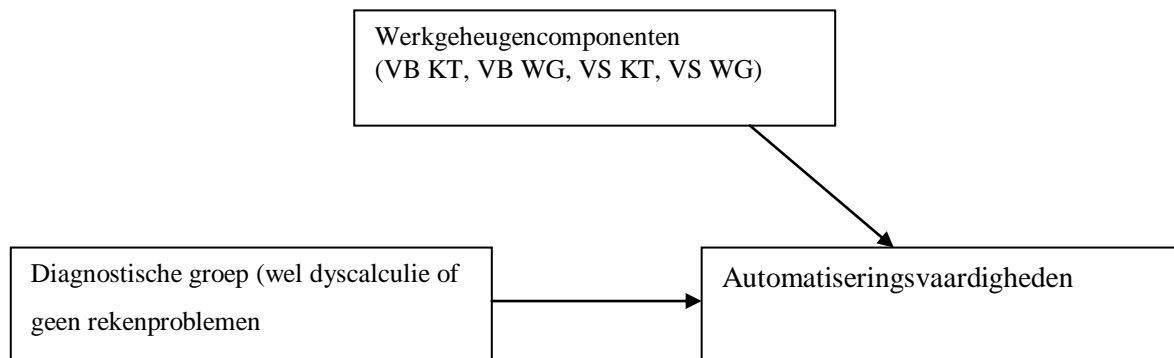 Werkgeheugencomponenten
(VB KT, VB WG, VS KT, VS WG)
Diagnostische groep (wel dyscalculie of
geen rekenproblemen
Automatiseringsvaardigheden